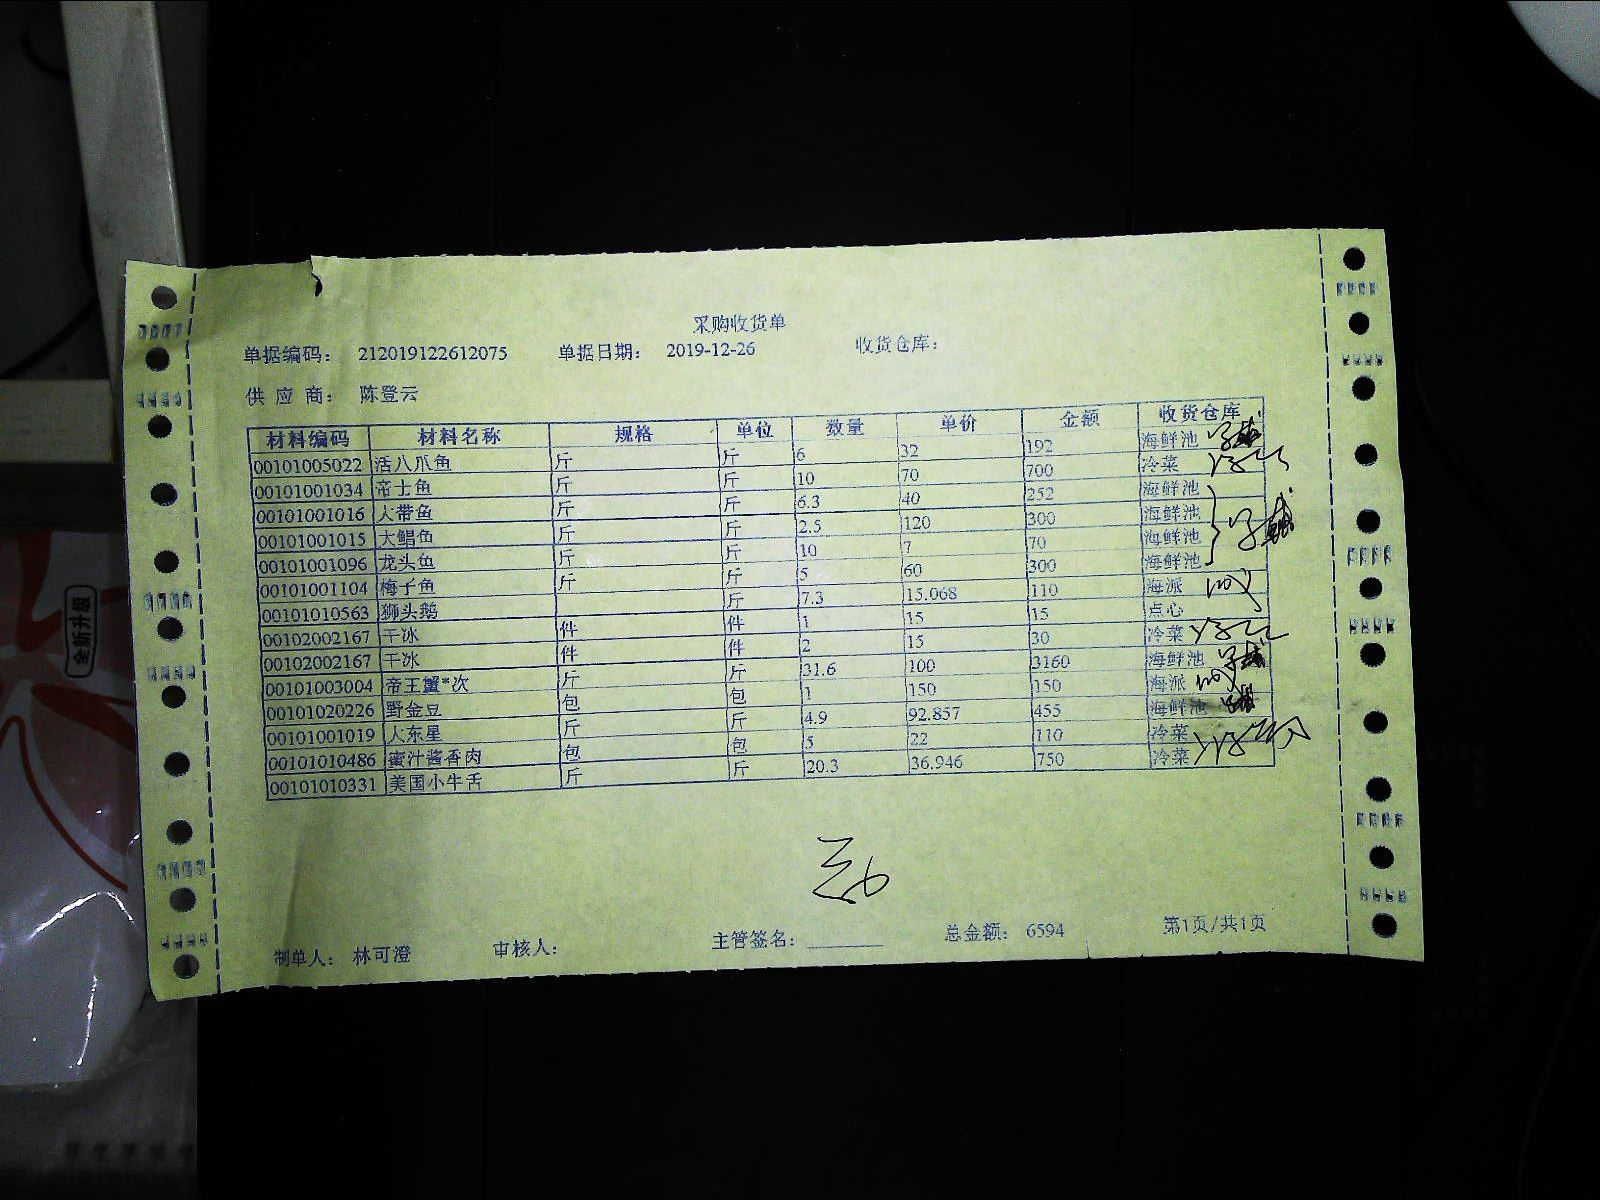 采购收货单
单据编码： 212019122612075 单据日期： 2019-12-26 收货仓库：
供 应 商： 陈登云
材料编码 材料名称 规格 单位 数量 单价 金额 收货仓库
00101005022 活八爪鱼 斤 斤 6 32 192 海鲜池
00101001034 帝士鱼 斤 斤 10 70 700 冷菜
00101001016 大带鱼 斤 斤 6.3 40 252 海鲜池
00101001015 大鲳鱼 斤 斤 2.5 120 300 海鲜池
00101001096 龙头鱼 斤 斤 10 7 70 海鲜池
00101001104 梅子鱼 斤 斤 5 60 300 海鲜池
00101010563 狮头鹅 斤 7.3 15.068 110 海派
00102002167 干冰 件 件 1 15 15 点心
00102002167 干冰 件 件 2 15 30 冷菜
00101003004 帝王蟹*次 斤 斤 31.6 100 3160 海鲜池
00101020226 野金豆 包 包 1 150 150 海派
00101001019 大东星 斤 斤 4.9 92.857 455 海鲜池
00101010486 蜜汁酱香肉 包 包 5 22 110 冷菜
00101010331 美国小牛舌 斤 斤 20.3 36.946 750 冷菜
制单人： 林可澄 审核人： 主管签名： 总金额： 6594 第1页/共1页
全新升级